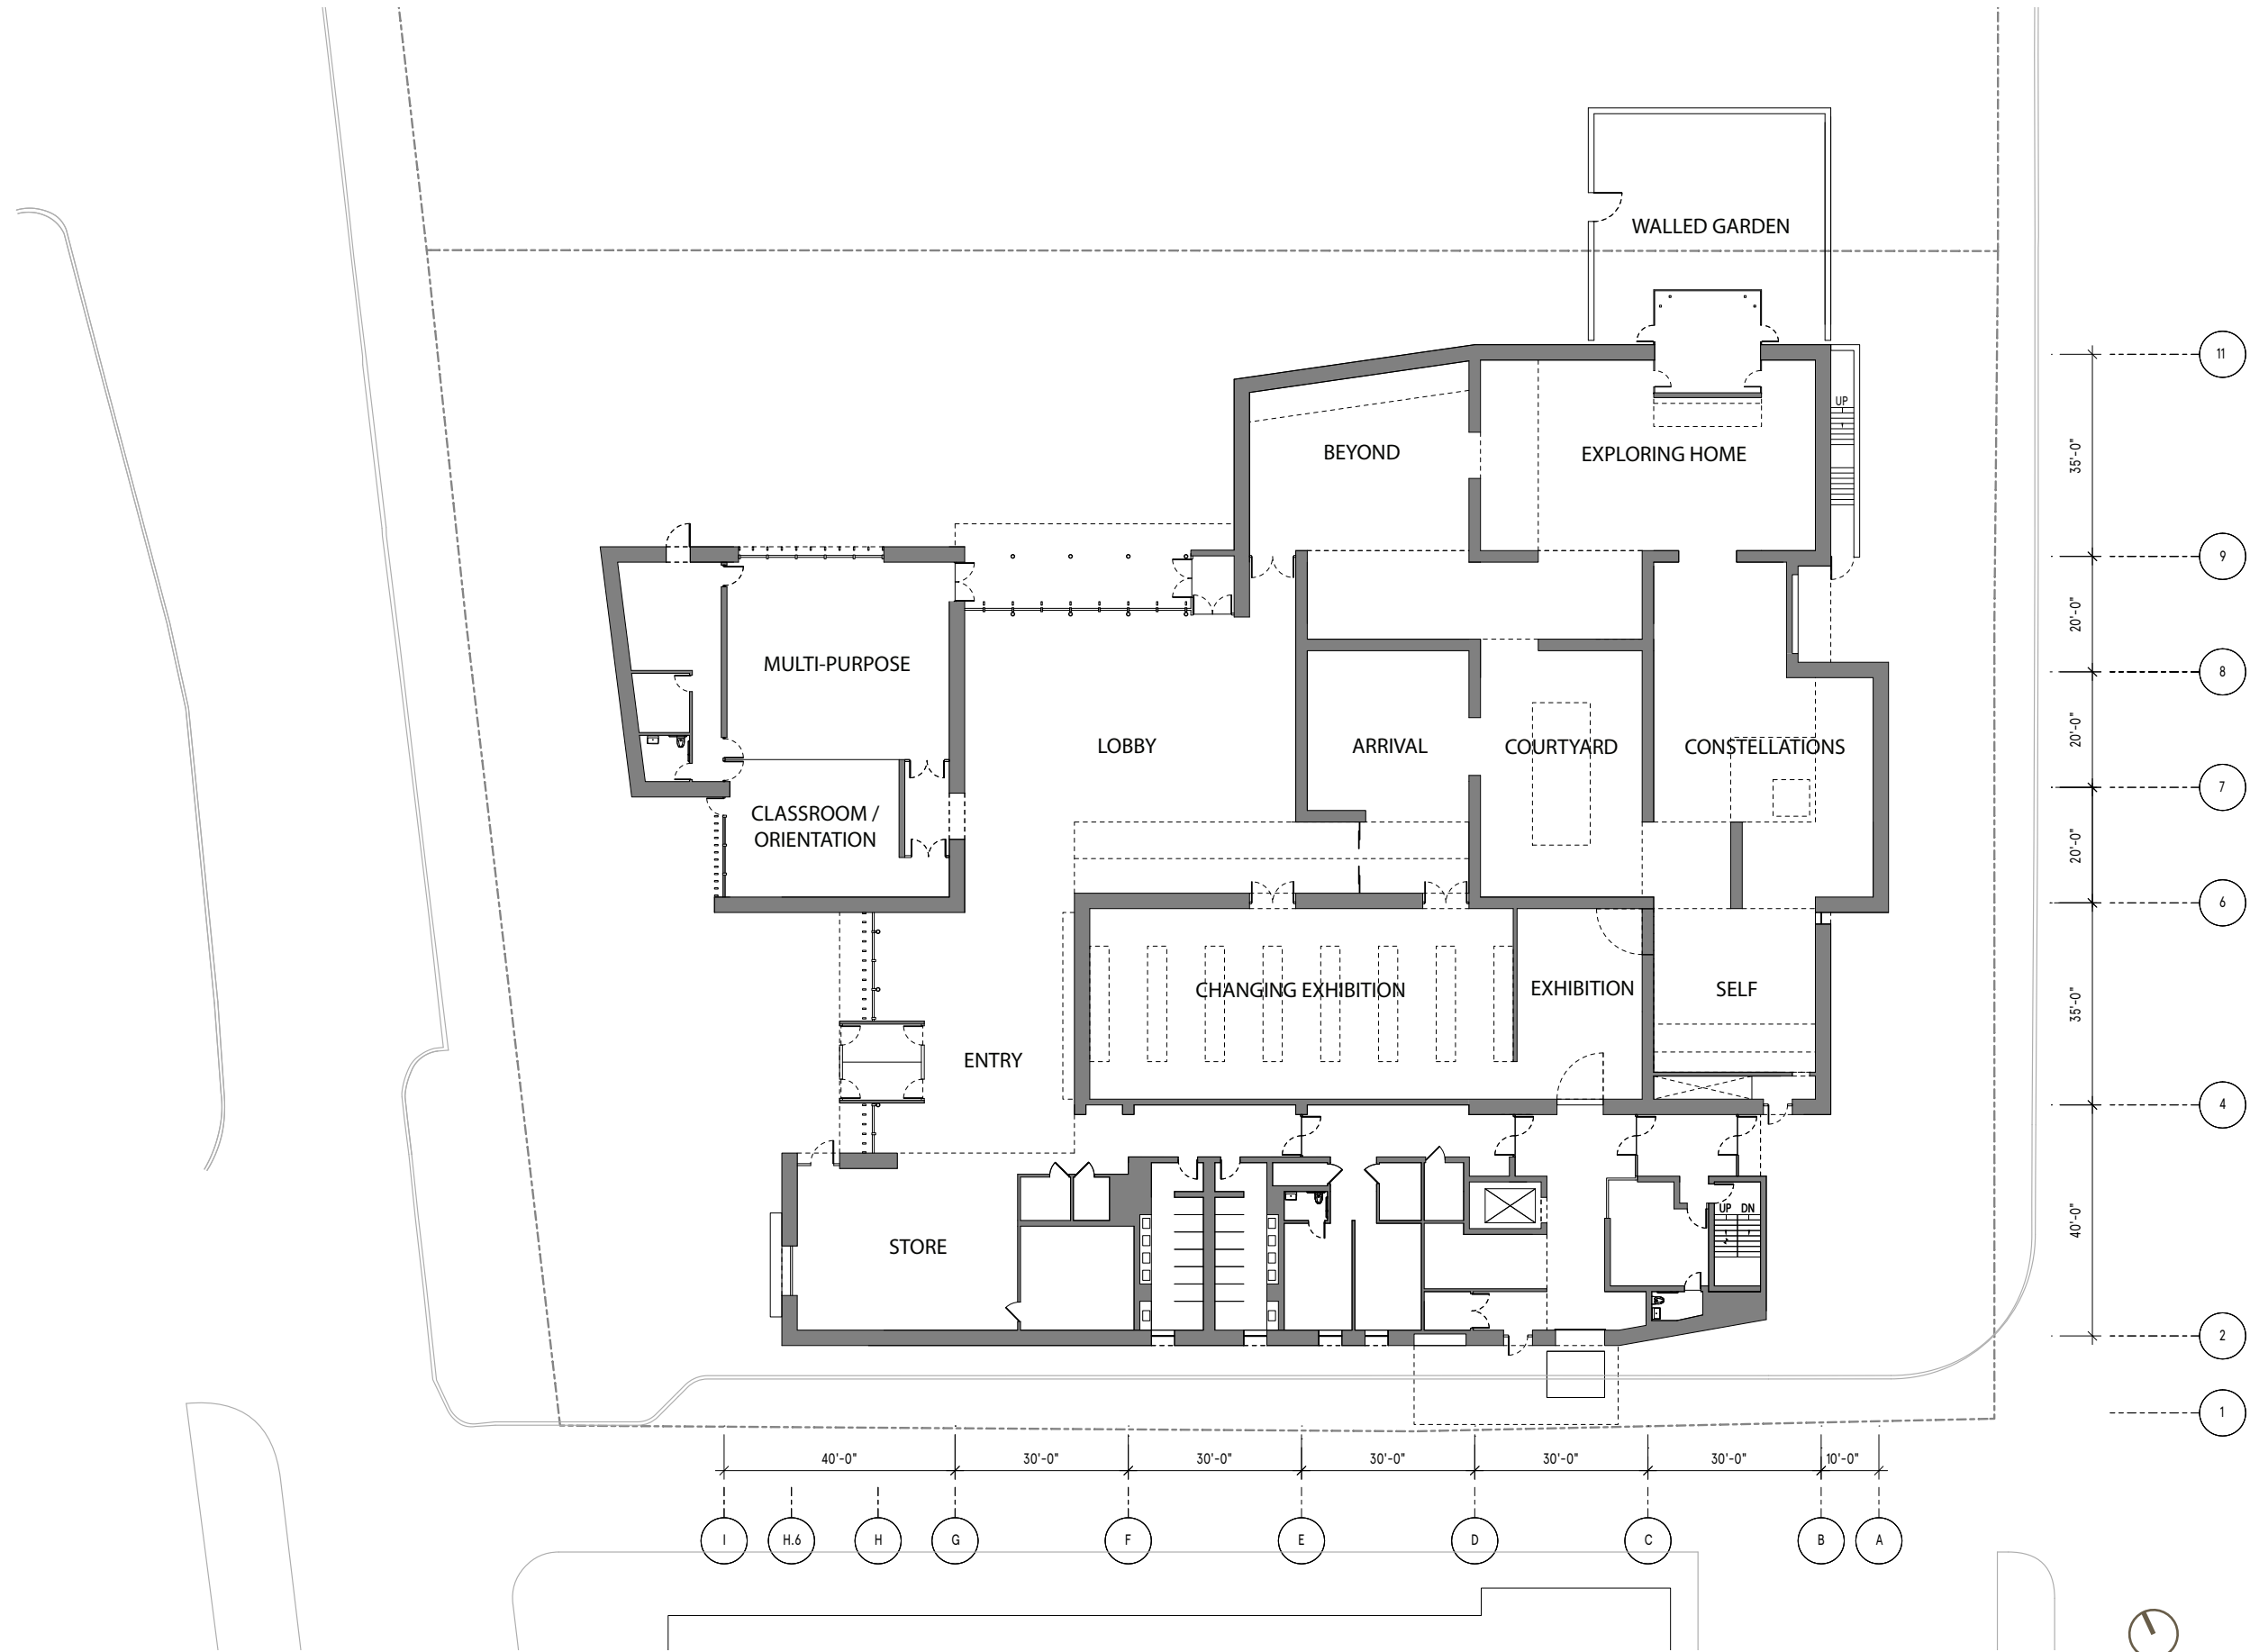 WALLED GARDEN
11
UP
BEYOND
EXPLORING HOME
35'-0"
9
20'-0"
MULTI-PURPOSE
8
LOBBY
ARRIVAL
COURTYARD
CONSTELLATIONS
20'-0"
7
CLASSROOM /
ORIENTATION
20'-0"
6
CHANGING EXHIBITION
EXHIBITION
SELF
35'-0"
ENTRY
4
UP DN
40'-0"
STORE
2
1
40'-0"
30'-0"
30'-0"
30'-0"
30'-0"
30'-0"
10'-0"
I
H.6
H
G
F
E
D
C
B
A